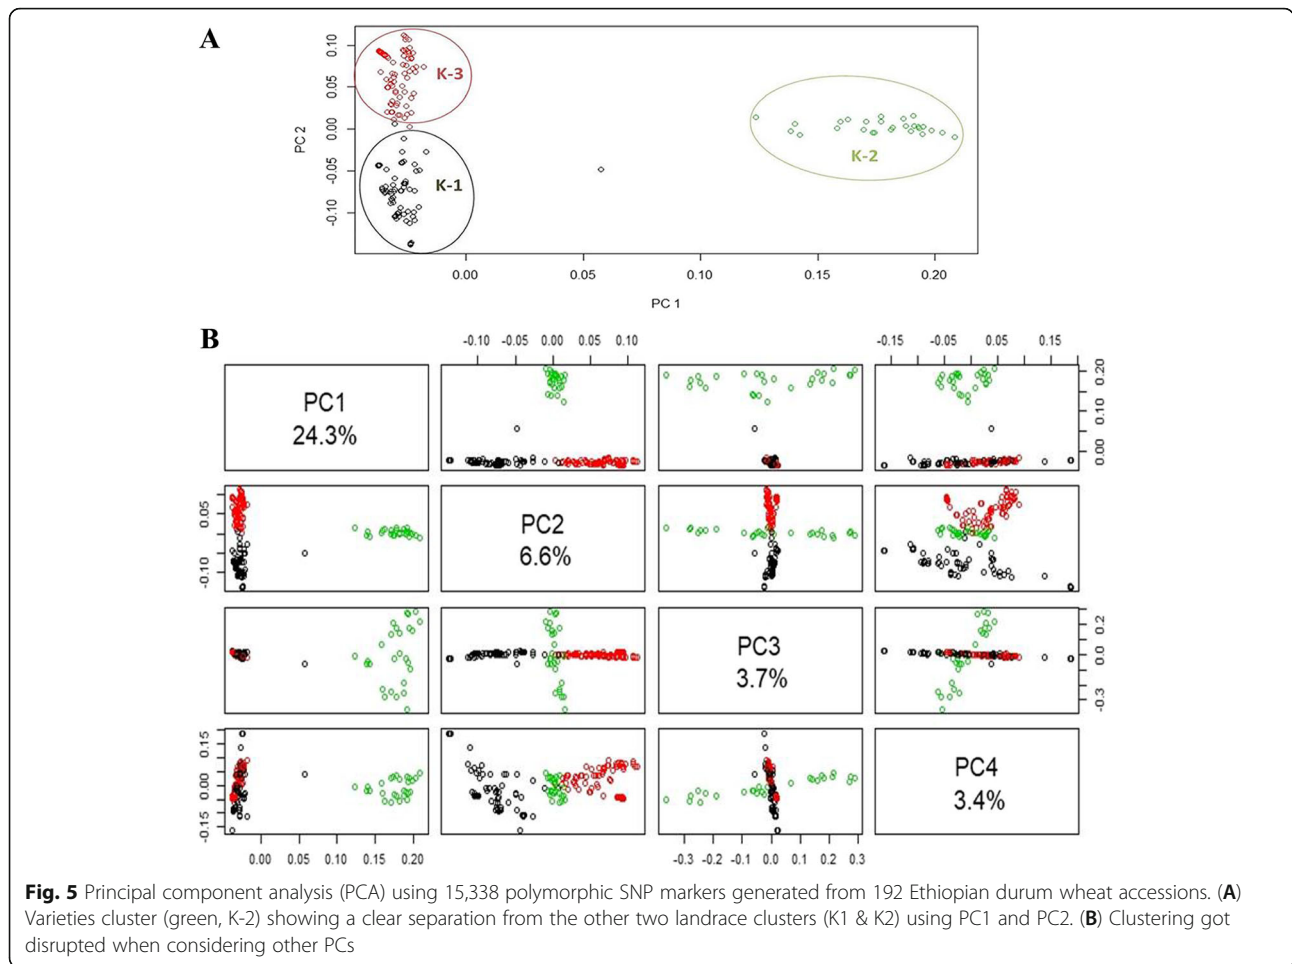 A
0.10
0.05
0.00
-0.05
-0.10
PC 2
K-3
K-1
K-2
0.00 0.05 0.10 0.15 0.20
PC 1
B
-0.10 -0.05 0.00 0.05 0.10
-0.15 -0.05 0.05 0.15
PC1
24.3%
0.00 0.10 0.20
-0.10 0.05
PC2
6.6%
PC3
3.7%
-0.3 0.0 0.2
-0.15 0.00 0.15
PC4
3.4%
0.00 0.05 0.10 0.15 0.20
-0.3 -0.2 -0.1 0.0 0.1 0.2 0.3
Fig. 5 Principal component analysis (PCA) using 15,338 polymorphic SNP markers generated from 192 Ethiopian durum wheat accessions. (A)
Varieties cluster (green, K-2) showing a clear separation from the other two landrace clusters (K1 & K2) using PC1 and PC2. (B) Clustering got
disrupted when considering other PCs